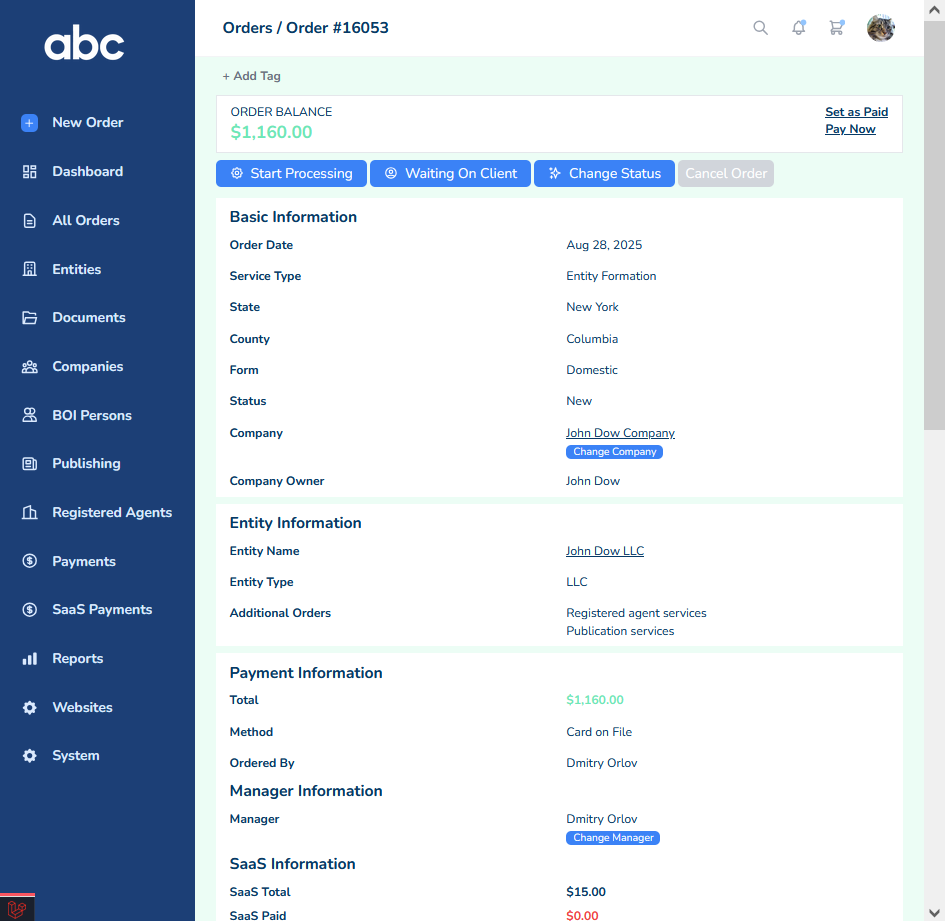 abc
New Order
Dashboard
All Orders
Entities
Documents
Companies
BOI Persons
Publishing
Registered Agents
Payments
SaaS Payments
Reports
Websites
System
Orders / Order #16053
+ Add Tag
ORDER BALANCE
$1,160.00
Set as Paid
Pay Now
Start Processing
Waiting On Client
Change Status
Cancel Order
Basic Information
Order Date Aug 28, 2025
Service Type Entity Formation
State New York
County Columbia
Form Domestic
Status New
Company John Dow Company
Change Company
Company Owner John Dow
Entity Information
Entity Name John Dow LLC
Entity Type LLC
Additional Orders Registered agent services
Publication services
Payment Information
Total $1,160.00
Method Card on File
Ordered By Dmitry Orlov
Manager Information
Manager Dmitry Orlov
Change Manager
SaaS Information
SaaS Total $15.00
SaaS Paid $0.00